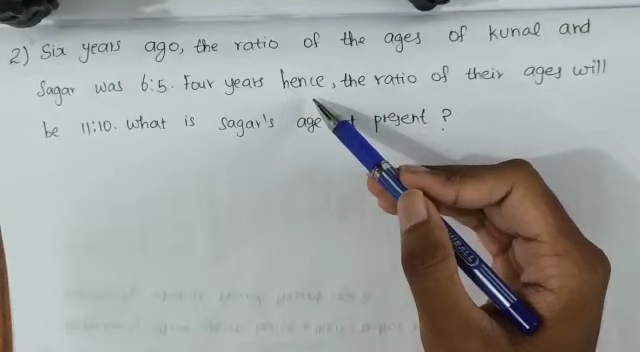 2) Six years ago, the ratio of the ages of kunal and
Sagar was 6:5. Four years hence, the ratio of their ages will
be 11:10. what is sagar's age present ?